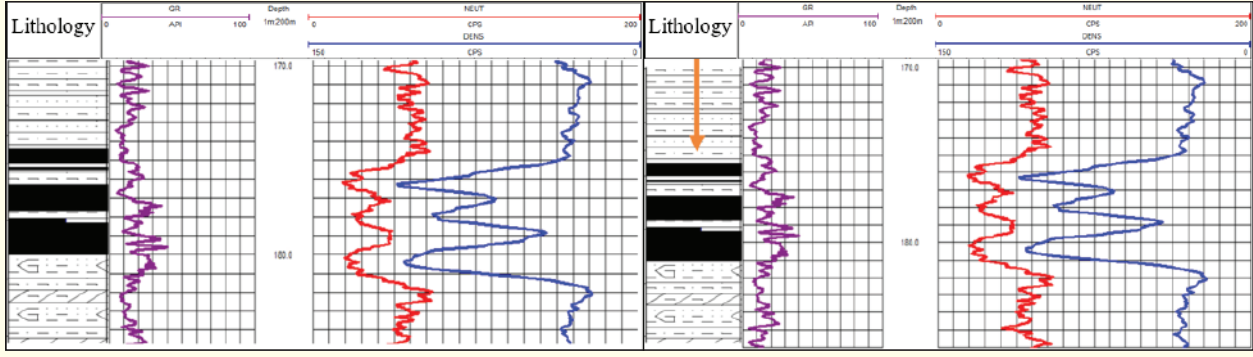 Lithology
GR
0 API 100
Depth
1m:200m
NEUT
0 CPS 200
DENS
150 CPS 0
170.0
180.0
Lithology
GR
0 API 100
Depth
1m:200m
NEUT
0 CPS 200
DENS
150 CPS 0
170.0
180.0